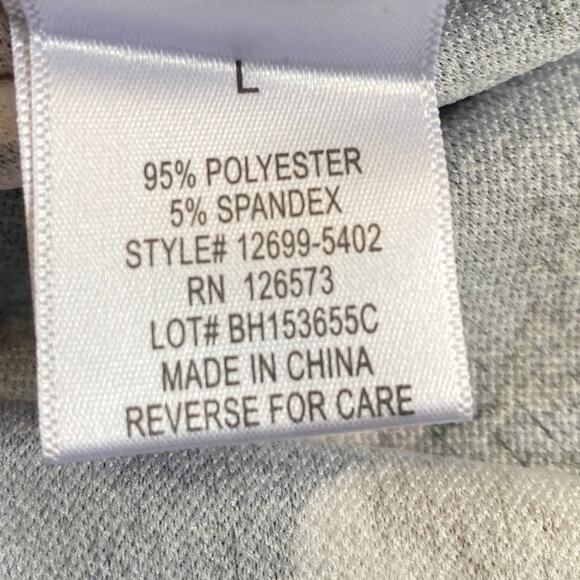 L
95% POLYESTER
5% SPANDEX
STYLE# 12699-5402
RN 126573
LOT# BH153655C
MADE IN CHINA
REVERSE FOR CARE